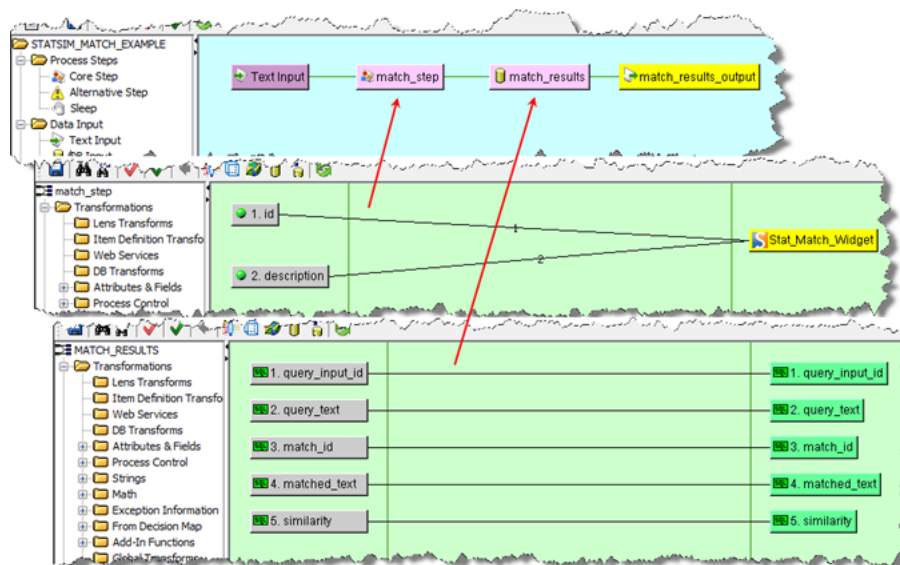 STATSIM_MATCH_EXAMPLE
Process Steps
Core Step
Alternative Step
Sleep
Data Input
Text Input
Text Input
match_step
match_results
match_results_output
match_step
Transformations
Lens Transforms
Item Definition Transfo
Web Services
DB Transforms
Attributes & Fields
Process Control
1. id
2. description
1
2
Stat_Match_Widget
MATCH_RESULTS
Transformations
Lens Transforms
Item Definition Transfo
Web Services
DB Transforms
Attributes & Fields
Process Control
Strings
Math
Exception Information
From Decision Map
Add-In Functions
Global Transforms
1. query_input_id
2. query_text
3. match_id
4. matched_text
5. similarity
1. query_input_id
2. query_text
3. match_id
4. matched_text
5. similarity